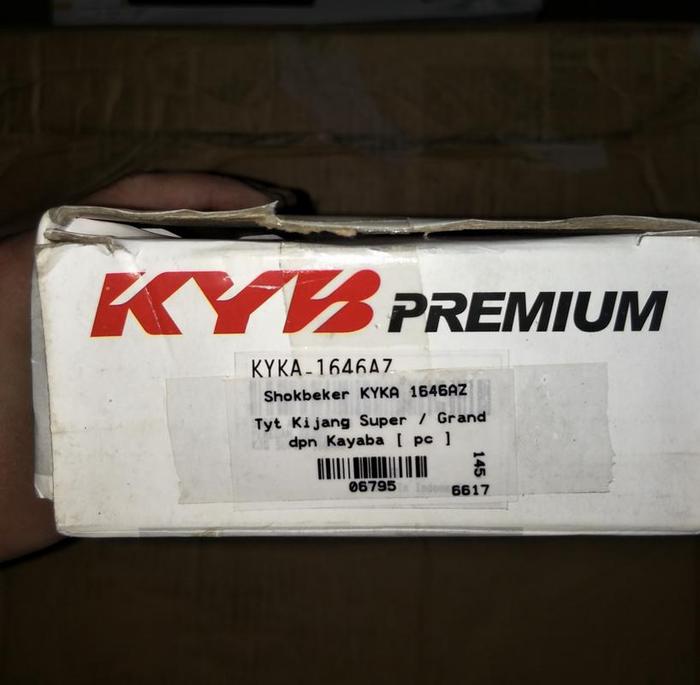 KYB PREMIUM
KYKA-1646AZ
Shokbeker KYKA 1646AZ
Tyt Kijang Super / Grand
dpn Kayaba [ pc ]
145
06795
6617